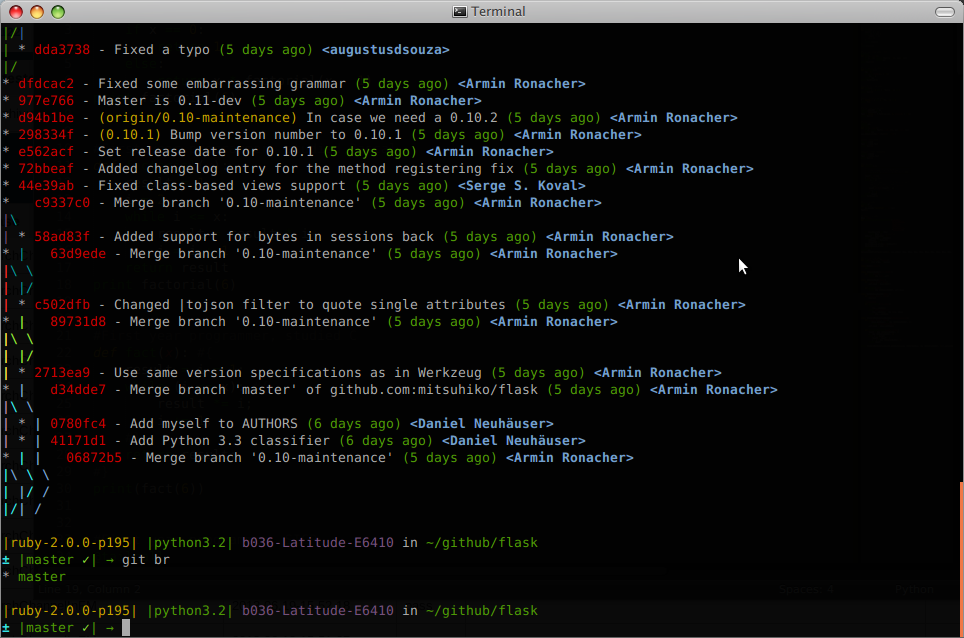 Terminal
|/|
| * dda3738 - Fixed a typo (5 days ago) <augustusdsouza>
|/
* dfdcac2 - Fixed some embarrassing grammar (5 days ago) <Armin Ronacher>
* 977e766 - Master is 0.11-dev (5 days ago) <Armin Ronacher>
* d94b1be - (origin/0.10-maintenance) In case we need a 0.10.2 (5 days ago) <Armin Ronacher>
* 298334f - (0.10.1) Bump version number to 0.10.1 (5 days ago) <Armin Ronacher>
* e562acf - Set release date for 0.10.1 (5 days ago) <Armin Ronacher>
* 72bbeaf - Added changelog entry for the method registering fix (5 days ago) <Armin Ronacher>
* 44e39ab - Fixed class-based views support (5 days ago) <Serge S. Koval>
*   c9337c0 - Merge branch '0.10-maintenance' (5 days ago) <Armin Ronacher>
|\
| * 58ad83f - Added support for bytes in sessions back (5 days ago) <Armin Ronacher>
* |   63d9ede - Merge branch '0.10-maintenance' (5 days ago) <Armin Ronacher>
|\ \
| |/
| * c502dfb - Changed |tojson filter to quote single attributes (5 days ago) <Armin Ronacher>
* |   89731d8 - Merge branch '0.10-maintenance' (5 days ago) <Armin Ronacher>
|\ \
| |/
| * 2713ea9 - Use same version specifications as in Werkzeug (5 days ago) <Armin Ronacher>
* |   d34dde7 - Merge branch 'master' of github.com:mitsuhiko/flask (5 days ago) <Armin Ronacher>
|\ \
| * | 0780fc4 - Add myself to AUTHORS (6 days ago) <Daniel Neuhäuser>
| * | 41171d1 - Add Python 3.3 classifier (6 days ago) <Daniel Neuhäuser>
* | |   06872b5 - Merge branch '0.10-maintenance' (5 days ago) <Armin Ronacher>
|\ \ \
| |/ /
|/| /
|ruby-2.0.0-p195| |python3.2| b036-Latitude-E6410 in ~/github/flask
± |master ✓| → git br
* master
|ruby-2.0.0-p195| |python3.2| b036-Latitude-E6410 in ~/github/flask
± |master ✓| →